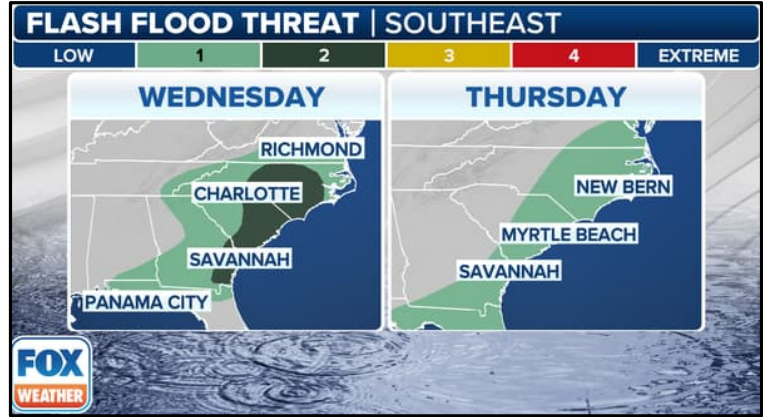 FLASH FLOOD THREAT | SOUTHEAST
LOW 1 2 3 4 EXTREME
WEDNESDAY
RICHMOND
CHARLOTTE
SAVANNAH
PANAMA CITY
THURSDAY
NEW BERN
MYRTLE BEACH
SAVANNAH
FOX
WEATHER